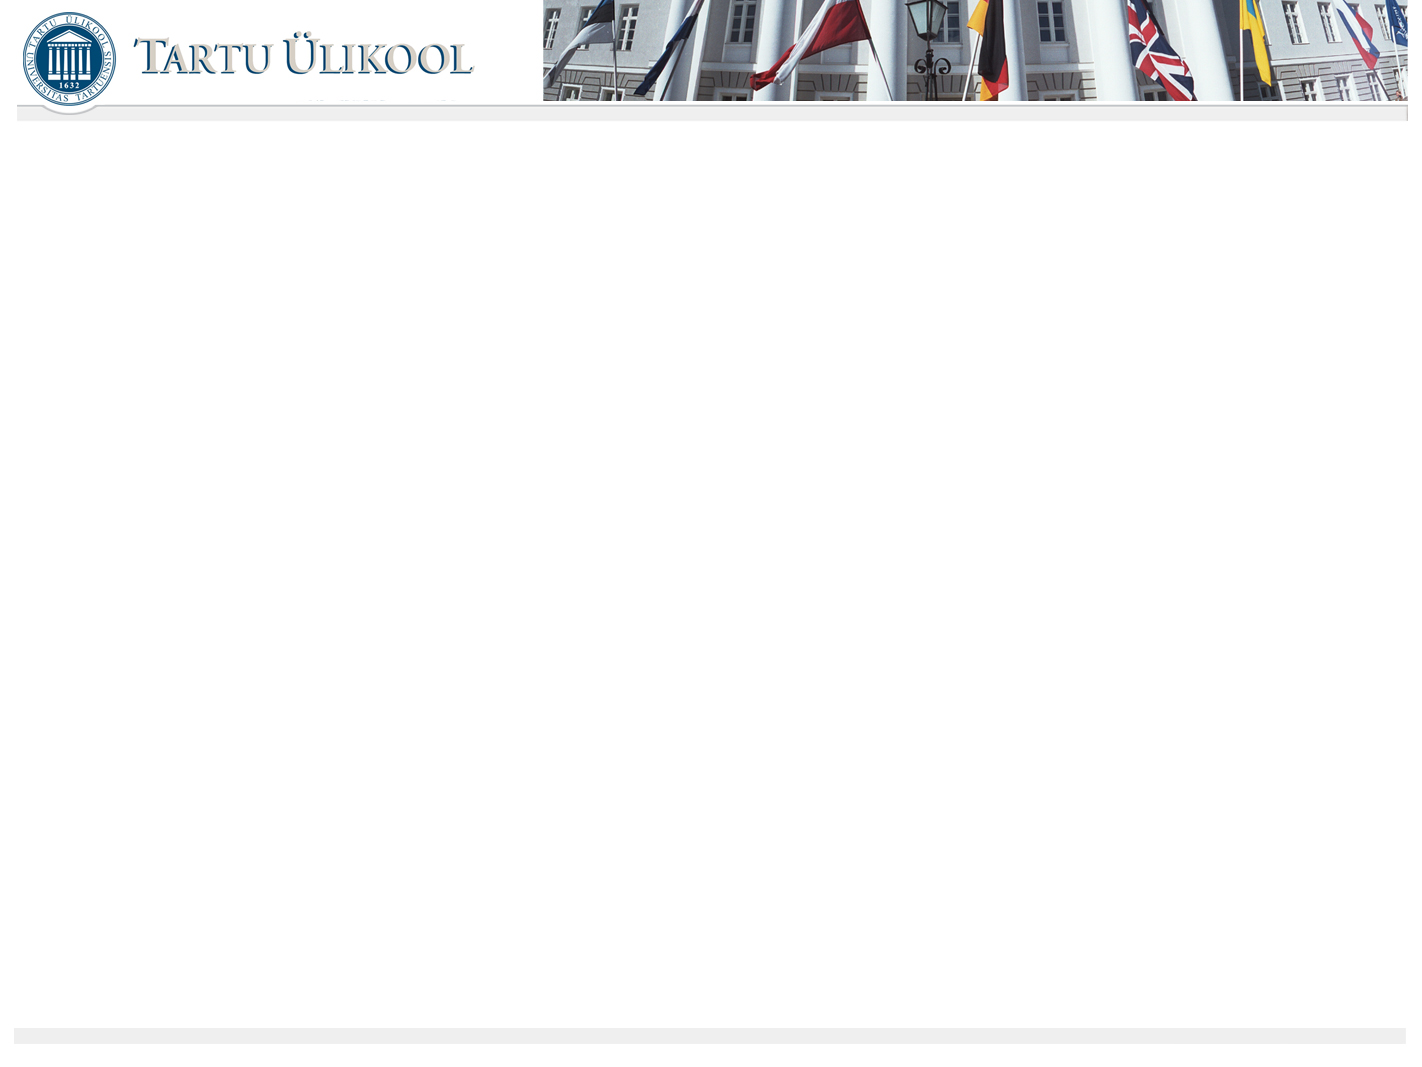 TARTU ÜLIKOOL
TARTU ÜLIKOOL
UNIVERSITAS TARTUENSIS
1632